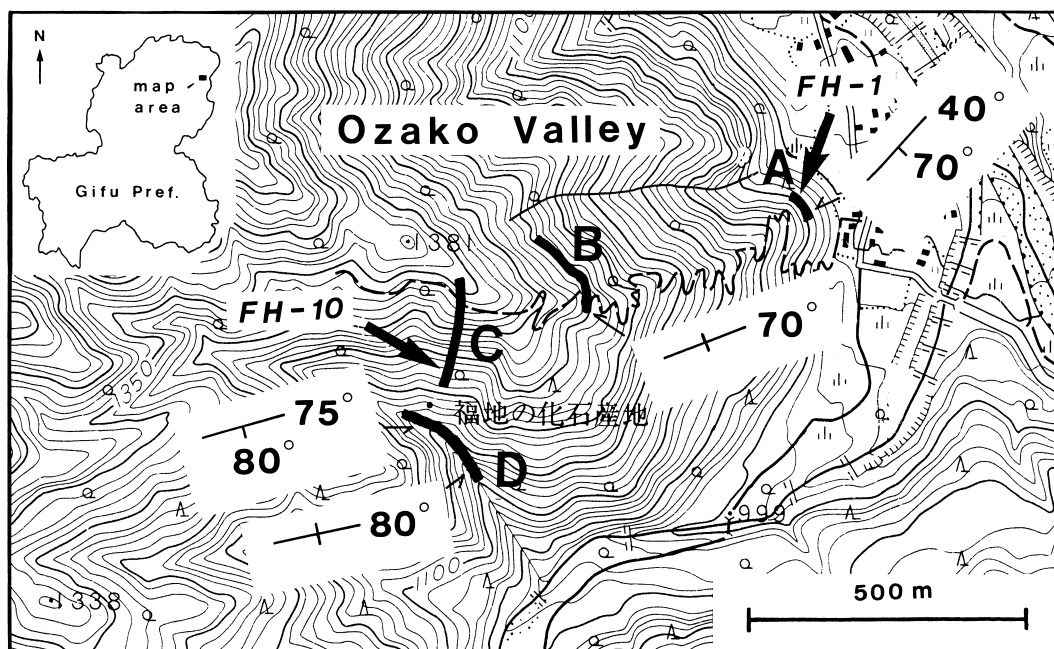 N
map
area
Gifu Pref.
Ozako Valley
FH-1
40°
70°
A
B
1381
FH-10
C
70°
1350
75°
80°
福地の化石産地
D
80°
999
1100
1338
500 m